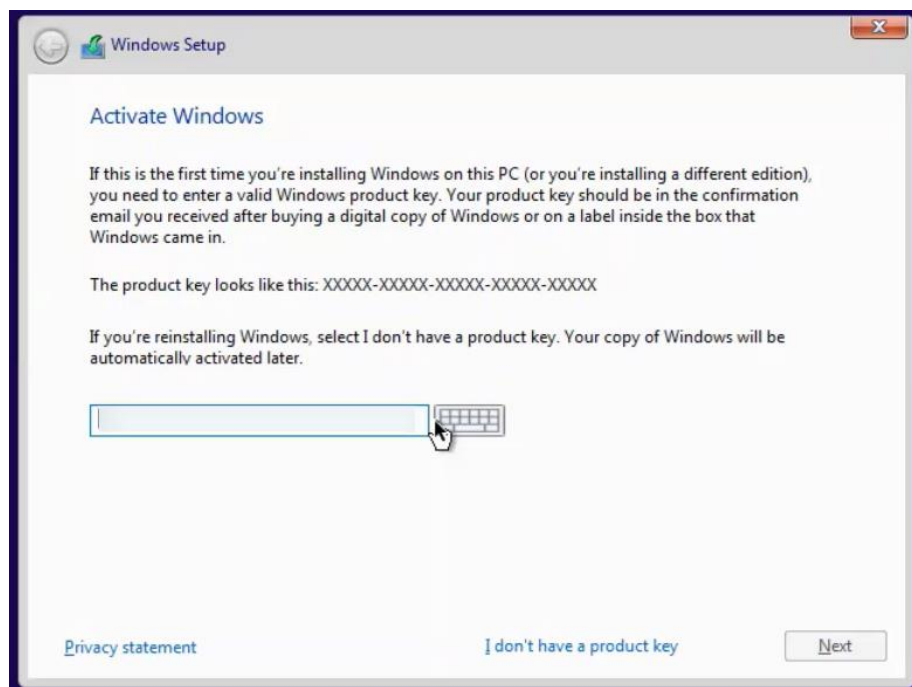 Windows Setup
Activate Windows
If this is the first time you're installing Windows on this PC (or you're installing a different edition),
you need to enter a valid Windows product key. Your product key should be in the confirmation
email you received after buying a digital copy of Windows or on a label inside the box that
Windows came in.
The product key looks like this: XXXXX-XXXXX-XXXXX-XXXXX-XXXXX
If you're reinstalling Windows, select I don't have a product key. Your copy of Windows will be
automatically activated later.
Privacy statement
I don't have a product key
Next